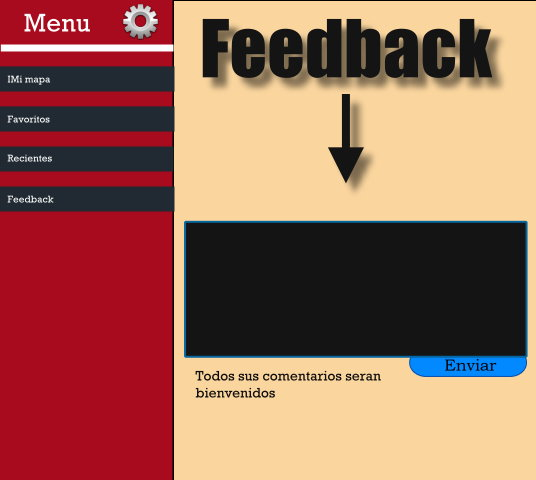 Menu
IMi mapa
Favoritos
Recientes
Feedback
Feedback
Enviar
Todos sus comentarios seran
bienvenidos